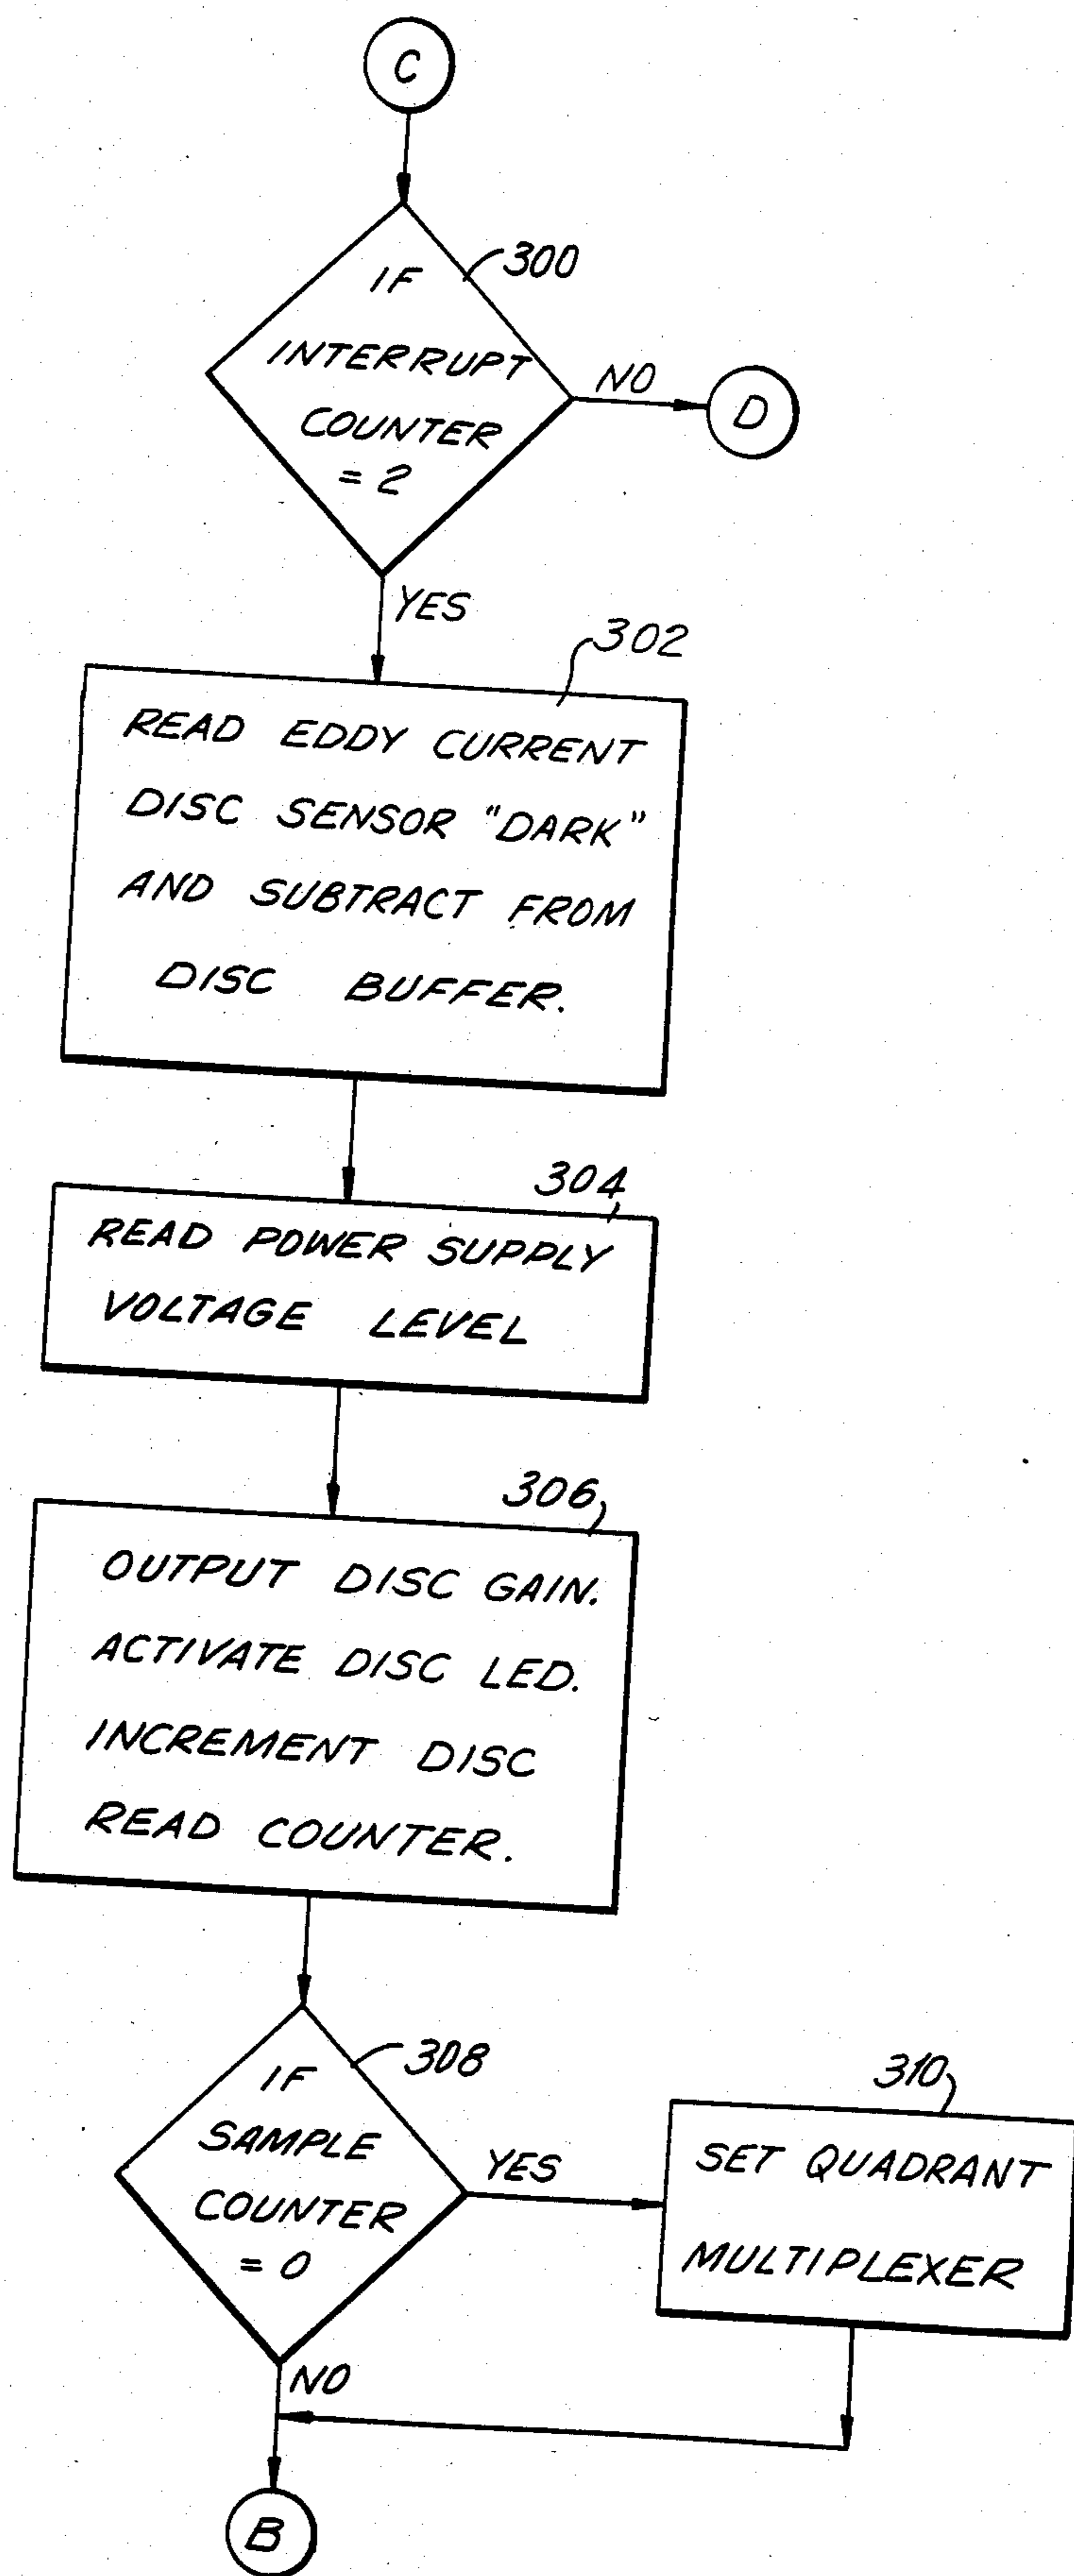 C
300
IF
INTERRUPT
COUNTER
= 2
NO
D
YES
302
READ EDDY CURRENT
DISC SENSOR "DARK"
AND SUBTRACT FROM
DISC BUFFER.
304
READ POWER SUPPLY
VOLTAGE LEVEL
306
OUTPUT DISC GAIN.
ACTIVATE DISC LED.
INCREMENT DISC
READ COUNTER.
308
IF
SAMPLE
COUNTER
= 0
YES
310
SET QUADRANT
MULTIPLEXER
NO
B